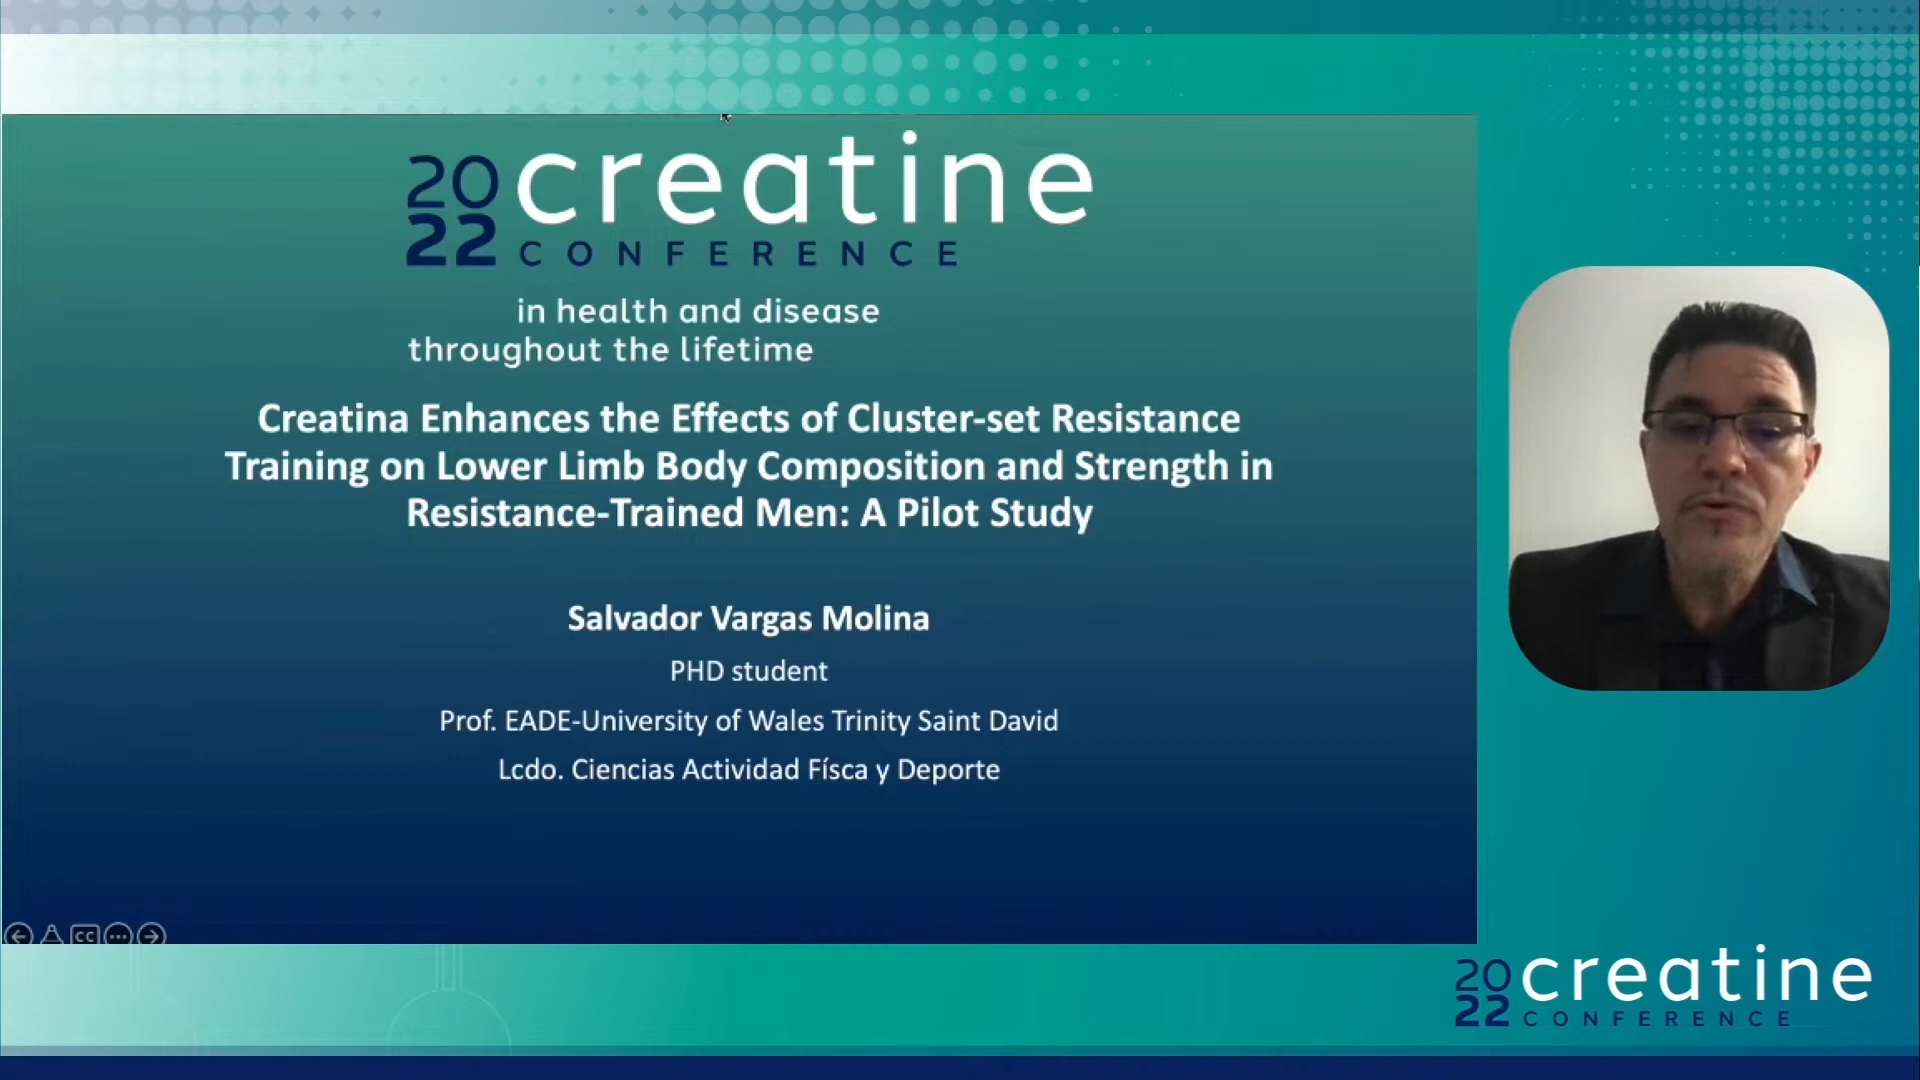 2022 creatine
CONFERENCE
in health and disease
throughout the lifetime
Creatina Enhances the Effects of Cluster-set Resistance
Training on Lower Limb Body Composition and Strength in
Resistance-Trained Men: A Pilot Study
Salvador Vargas Molina
PHD student
Prof. EADE-University of Wales Trinity Saint David
Lcdo. Ciencias Actividad Físca y Deporte
CC
2022 creatine
CONFERENCE